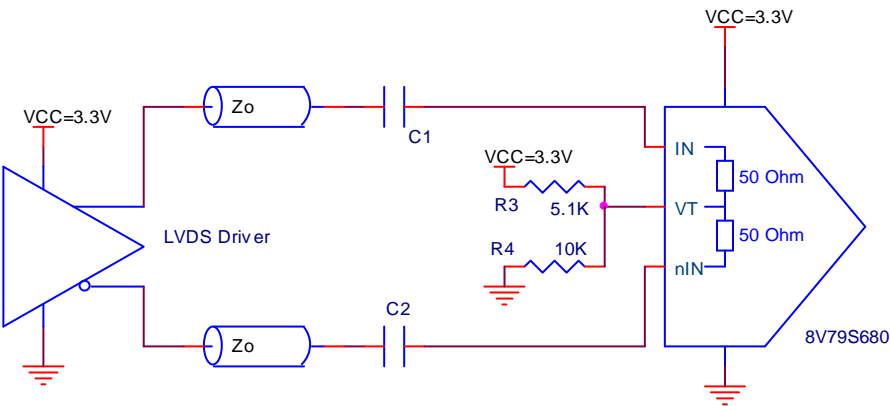 VCC=3.3V
Zo
C1
VCC=3.3V
IN
50 Ohm
VCC=3.3V
R3
5.1K
VT
LVDS Driver
50 Ohm
R4
10K
nIN
C2
Zo
8V79S680